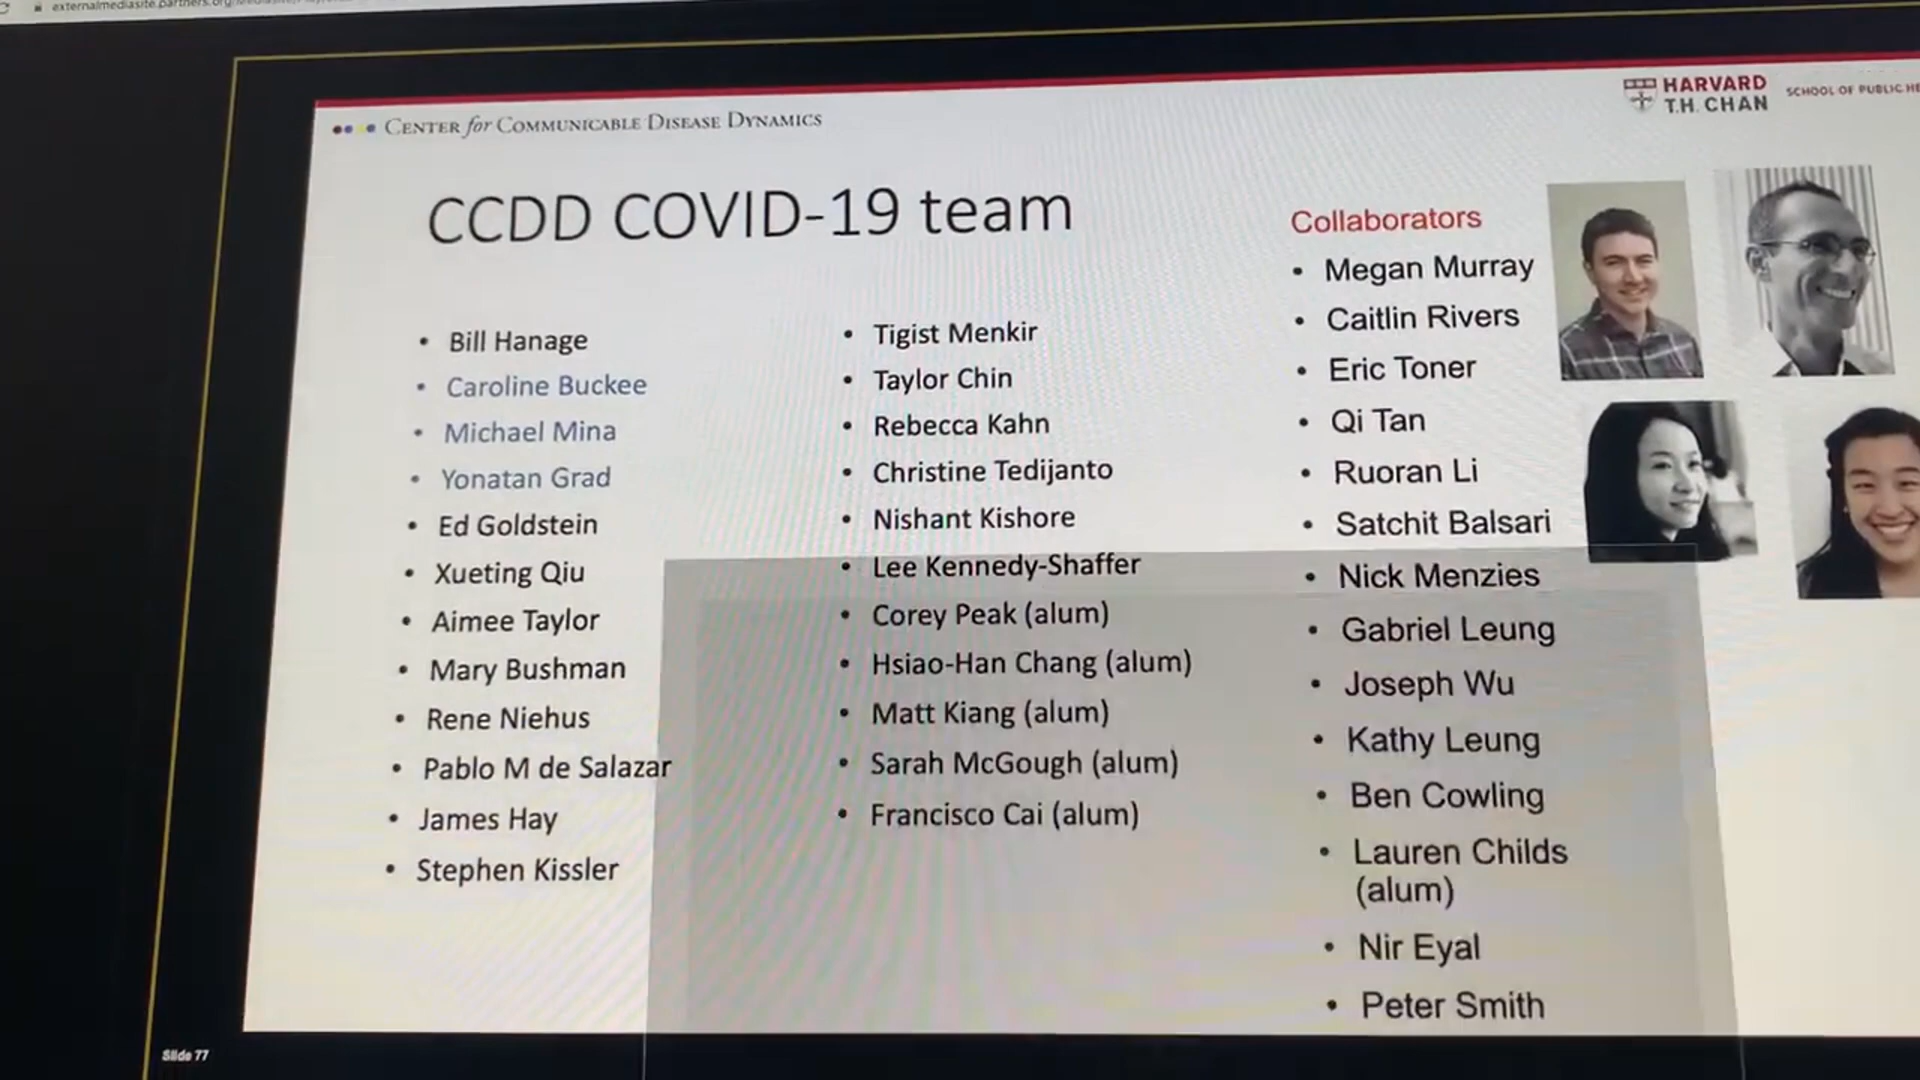 externalmediasite.partners.org
CENTER for COMMUNICABLE DISEASE DYNAMICS
HARVARD
T.H. CHAN
SCHOOL OF PUBLIC HE
CCDD COVID-19 team
• Bill Hanage
• Caroline Buckee
• Michael Mina
• Yonatan Grad
• Ed Goldstein
• Xueting Qiu
• Aimee Taylor
• Mary Bushman
• Rene Niehus
• Pablo M de Salazar
• James Hay
• Stephen Kissler
• Tigist Menkir
• Taylor Chin
• Rebecca Kahn
• Christine Tedijanto
• Nishant Kishore
• Lee Kennedy-Shaffer
• Corey Peak (alum)
• Hsiao-Han Chang (alum)
• Matt Kiang (alum)
• Sarah McGough (alum)
• Francisco Cai (alum)
Collaborators
• Megan Murray
• Caitlin Rivers
• Eric Toner
• Qi Tan
• Ruoran Li
• Satchit Balsari
• Nick Menzies
• Gabriel Leung
• Joseph Wu
• Kathy Leung
• Ben Cowling
• Lauren Childs
(alum)
• Nir Eyal
• Peter Smith
Slide 77